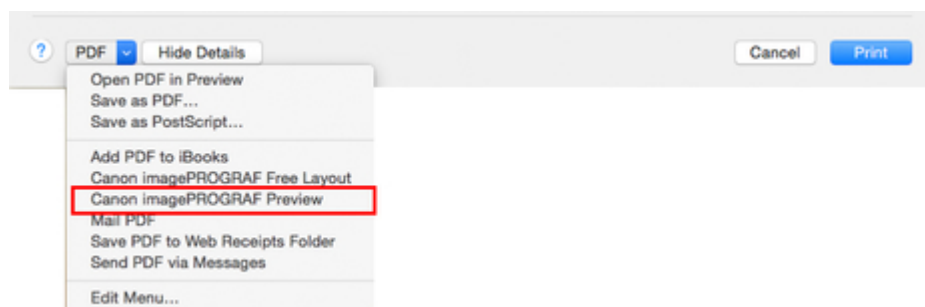 ? PDF Hide Details Cancel Print
Open PDF in Preview
Save as PDF...
Save as PostScript...
Add PDF to iBooks
Canon imagePROGRAF Free Layout
Canon imagePROGRAF Preview
Mail PDF
Save PDF to Web Receipts Folder
Send PDF via Messages
Edit Menu...